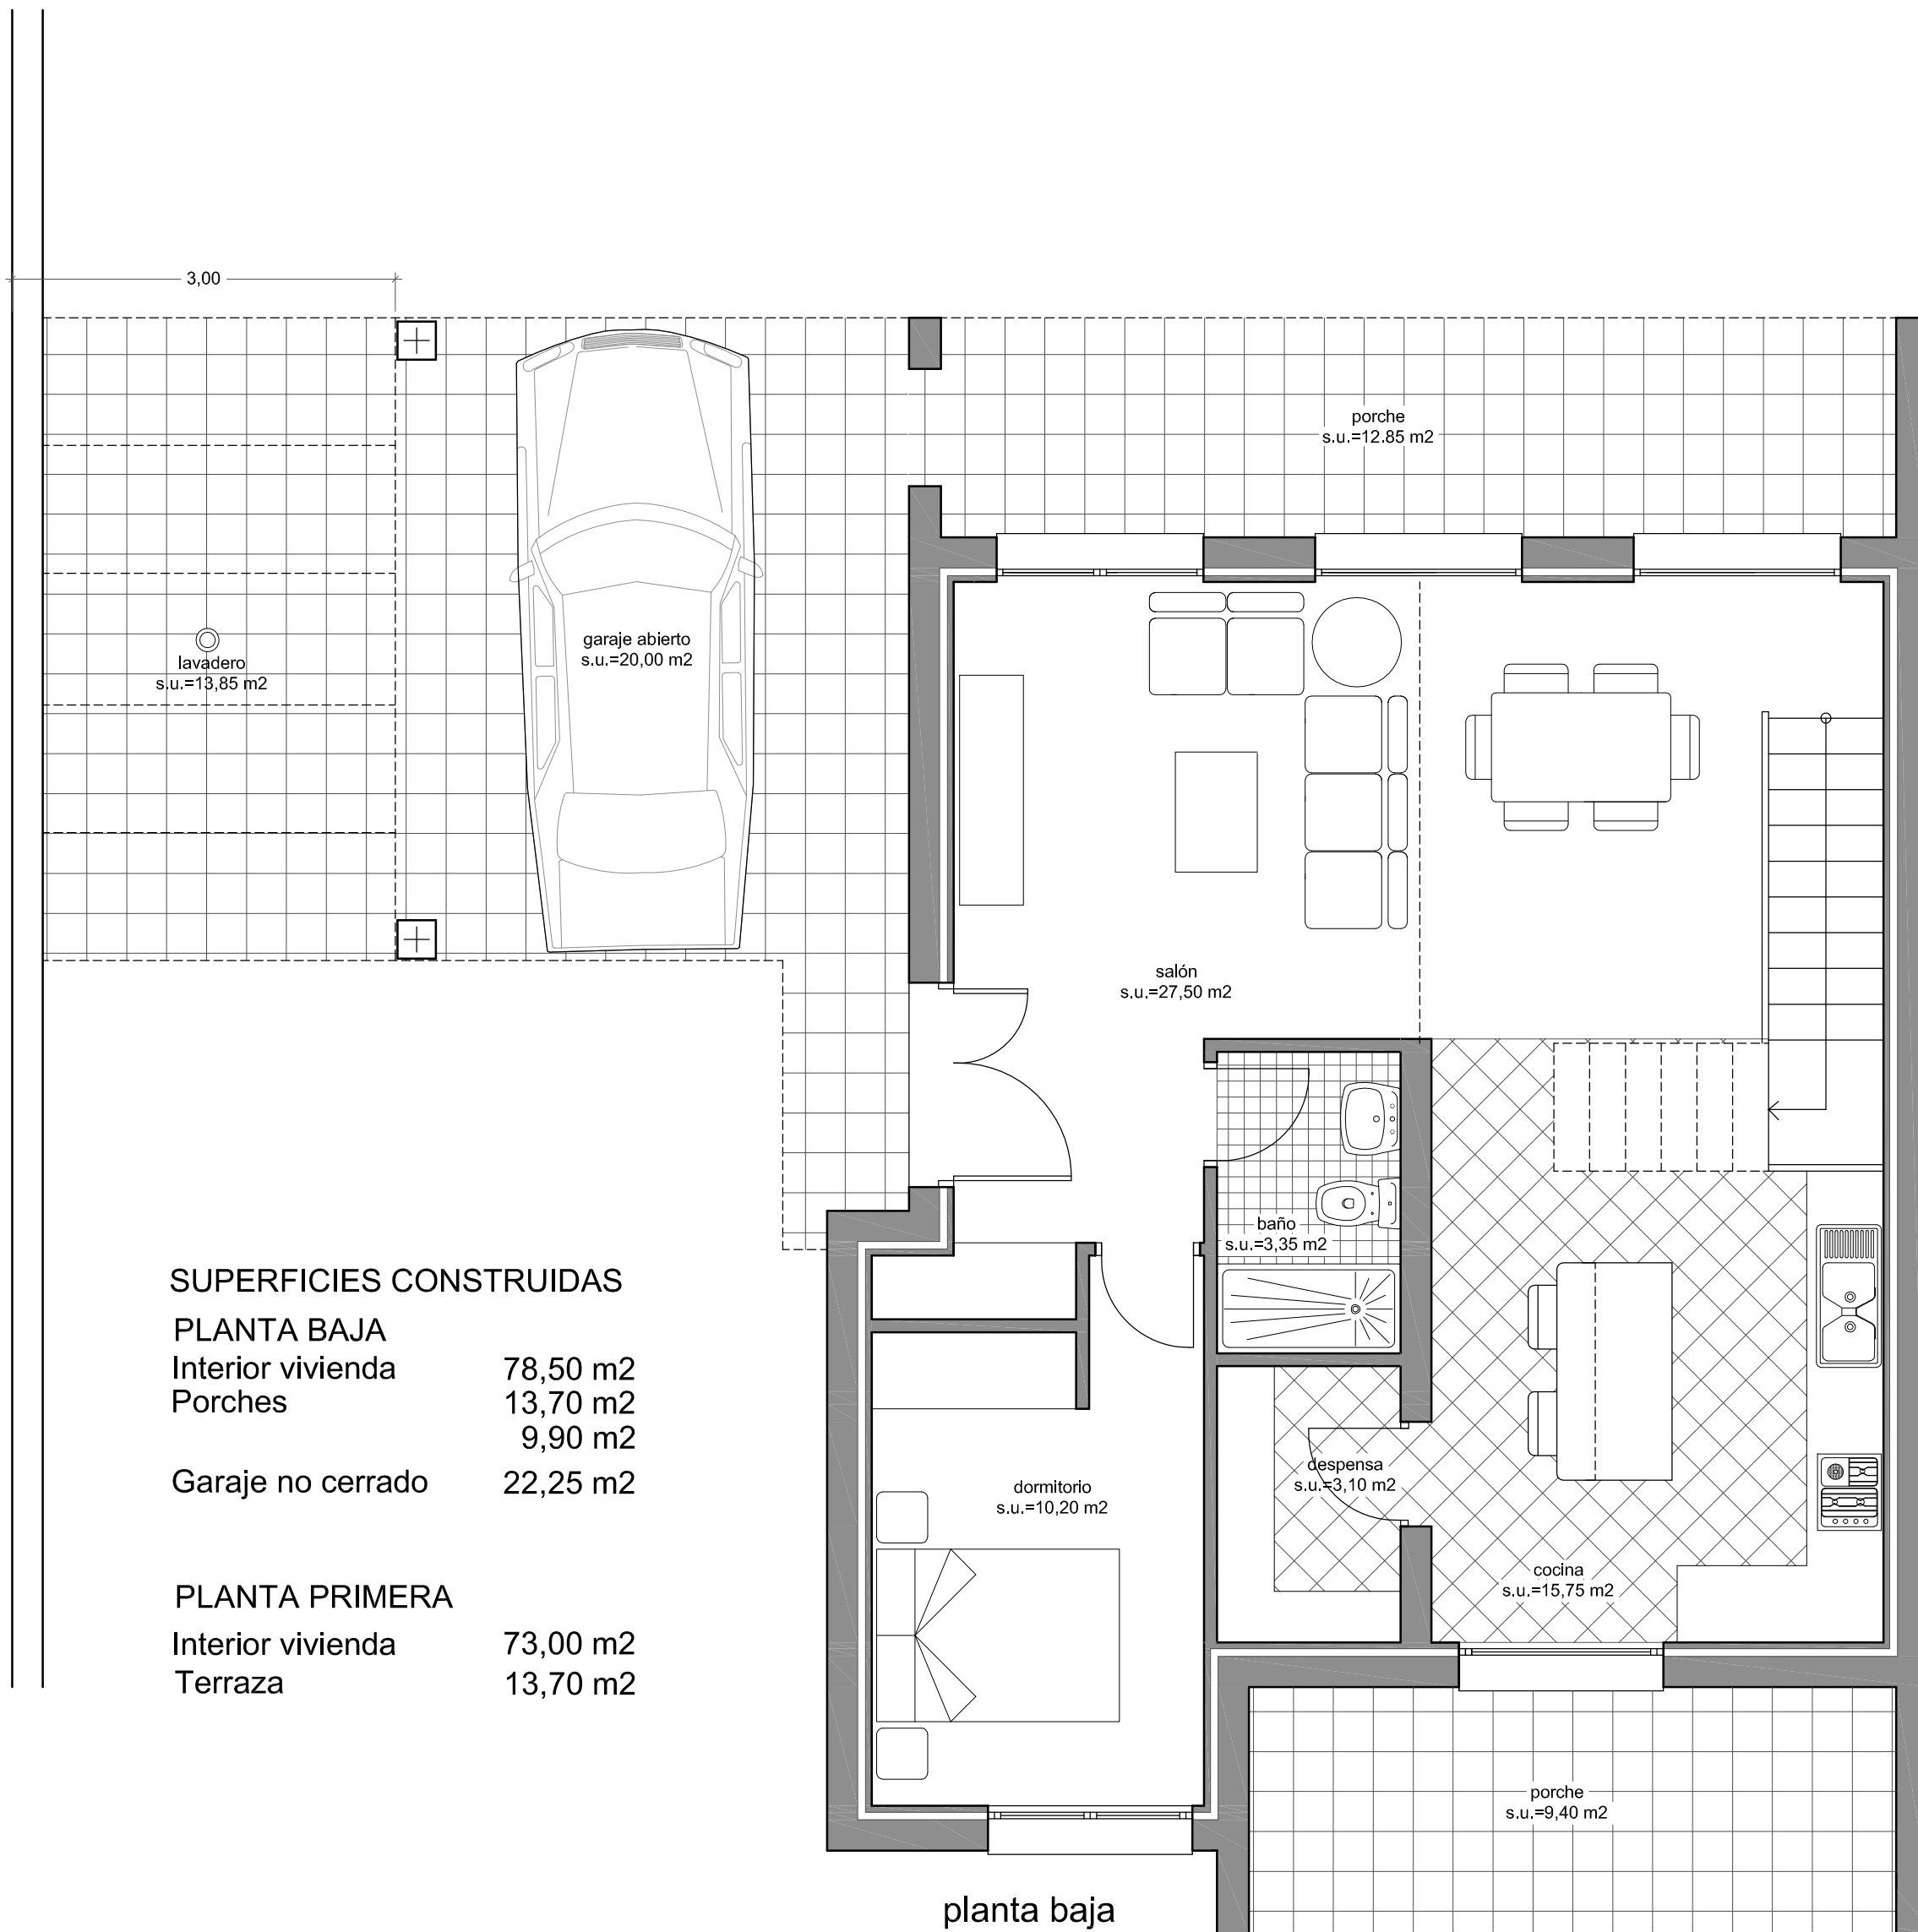 3,00
porche
s.u.=12.85 m2
garaje abierto
s.u.=20,00 m2
lavadero
s.u.=13,85 m2
salón
s.u.=27,50 m2
baño
s.u.=3,35 m2
SUPERFICIES CONSTRUIDAS
PLANTA BAJA
Interior vivienda 78,50 m2
Porches 13,70 m2
9,90 m2
Garaje no cerrado 22,25 m2
despensa
s.u.=3,10 m2
dormitorio
s.u.=10,20 m2
cocina
s.u.=15,75 m2
PLANTA PRIMERA
Interior vivienda 73,00 m2
Terraza 13,70 m2
porche
s.u.=9,40 m2
planta baja